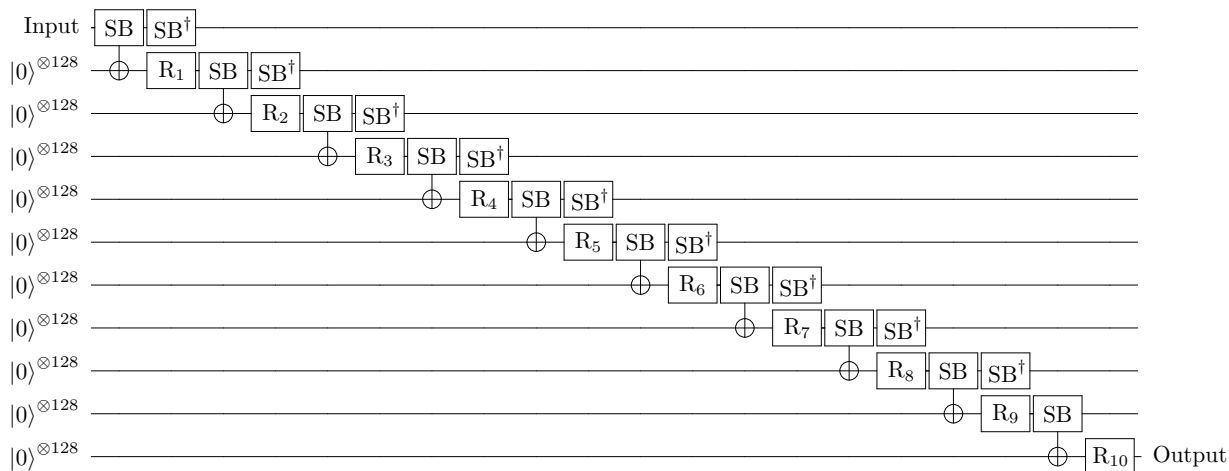 Input SB SB†
|0⟩⊗128 R₁ SB SB†
|0⟩⊗128 R₂ SB SB†
|0⟩⊗128 R₃ SB SB†
|0⟩⊗128 R₄ SB SB†
|0⟩⊗128 R₅ SB SB†
|0⟩⊗128 R₆ SB SB†
|0⟩⊗128 R₇ SB SB†
|0⟩⊗128 R₈ SB SB†
|0⟩⊗128 R₉ SB
|0⟩⊗128 R₁₀ Output